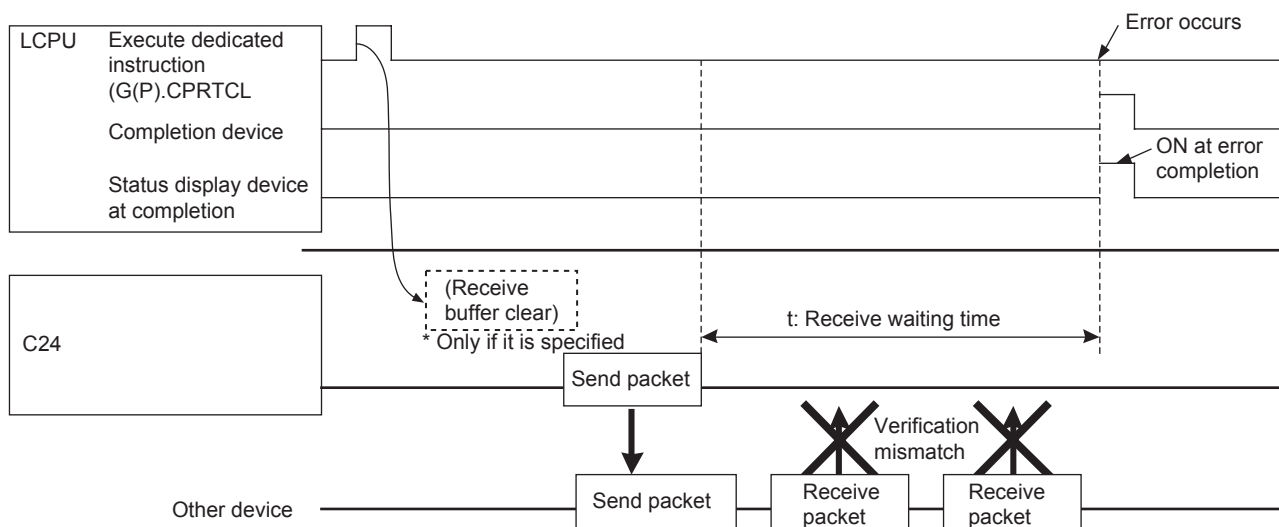 LCPU
Execute dedicated
instruction
(G(P).CPRTCL
Completion device
Status display device
at completion
Error occurs
ON at error
completion
C24
(Receive
buffer clear)
* Only if it is specified
t: Receive waiting time
Send packet
Verification
mismatch
Other device
Send packet
Receive
packet
Receive
packet